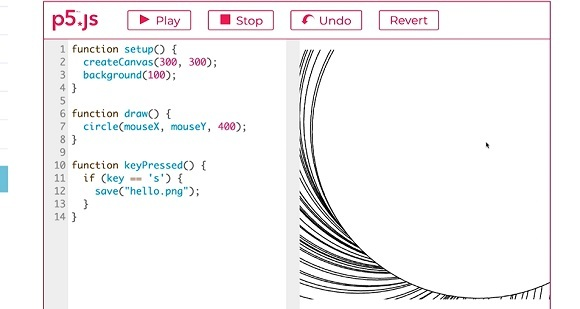 p5.js Play Stop Undo Revert
1 function setup() {
2   createCanvas(300, 300);
3   background(100);
4 }
5
6 function draw() {
7   circle(mouseX, mouseY, 400);
8 }
9
10 function keyPressed() {
11   if (key == 's') {
12     save("hello.png");
13   }
14 }